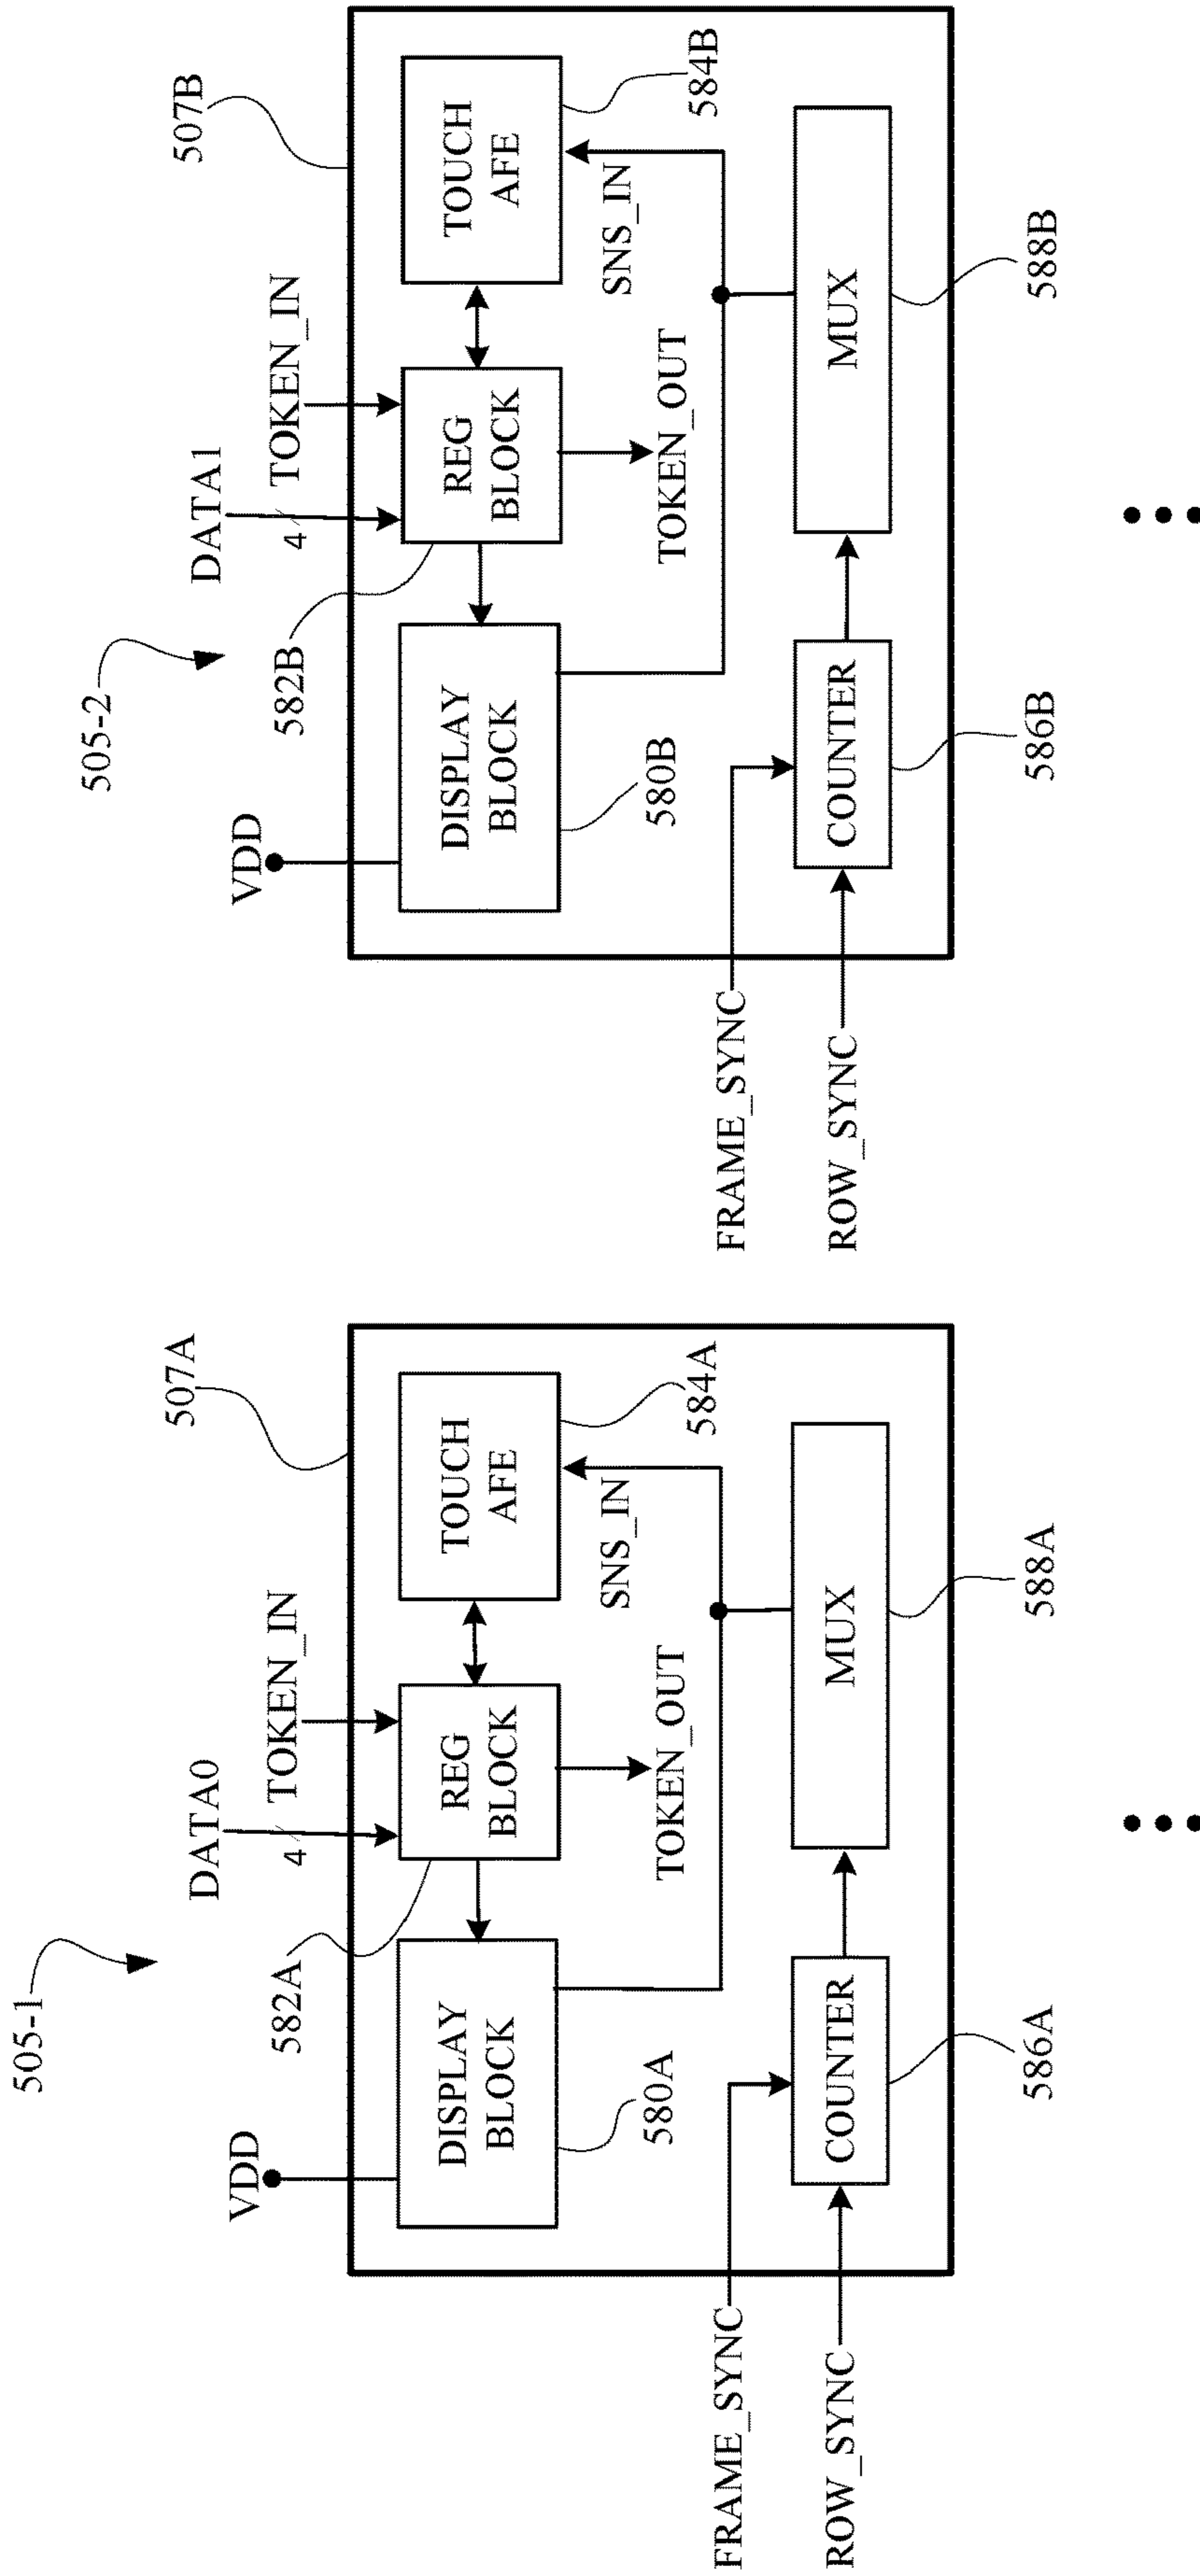 505-1
507A
VDD
DATA0
4
TOKEN_IN
582A
DISPLAY
BLOCK
REG
BLOCK
TOUCH
AFE
580A
TOKEN_OUT
SNS_IN
584A
FRAME_SYNC
ROW_SYNC
COUNTER
MUX
586A
588A
505-2
507B
VDD
DATA1
4
TOKEN_IN
582B
DISPLAY
BLOCK
REG
BLOCK
TOUCH
AFE
580B
TOKEN_OUT
SNS_IN
584B
FRAME_SYNC
ROW_SYNC
COUNTER
MUX
586B
588B